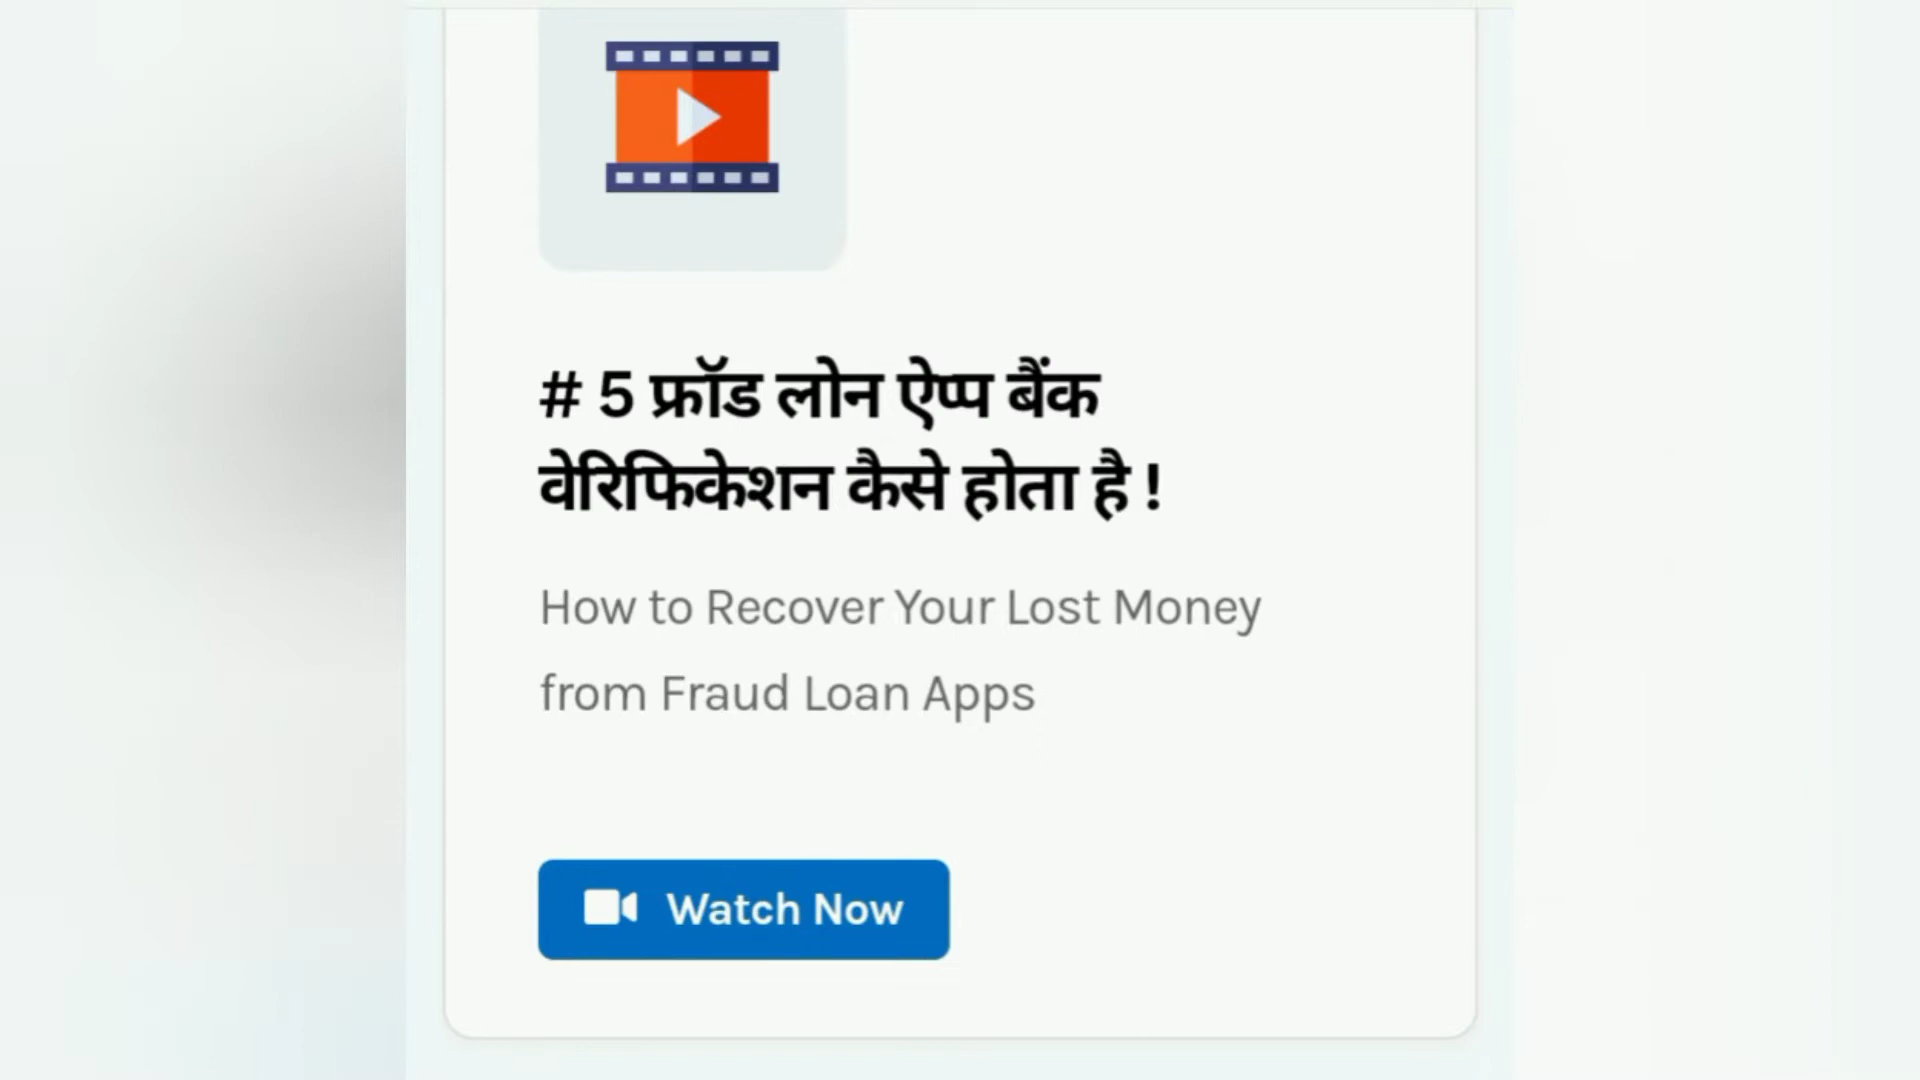 # 5 फ्रॉड लोन ऐप्प बैंक
वेरिफिकेशन कैसे होता है !
How to Recover Your Lost Money
from Fraud Loan Apps
Watch Now